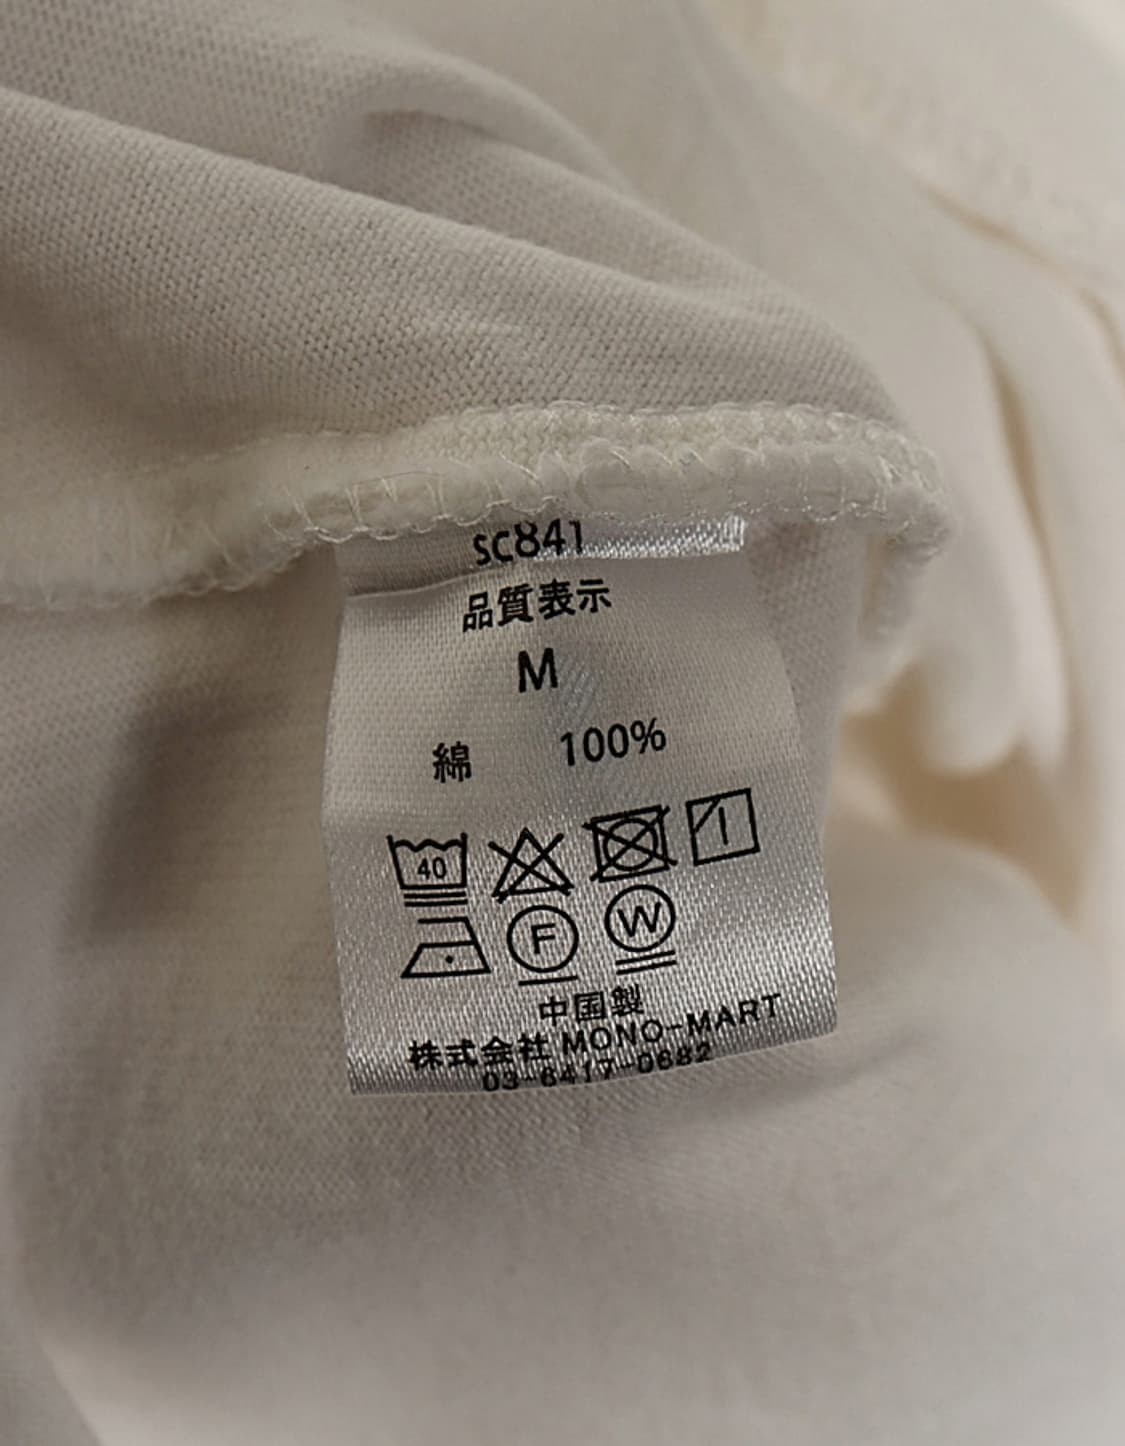 SC841
品質表示
M
綿 100%
40
F W
中国製
株式会社 MONO-MART
03-6417-0682